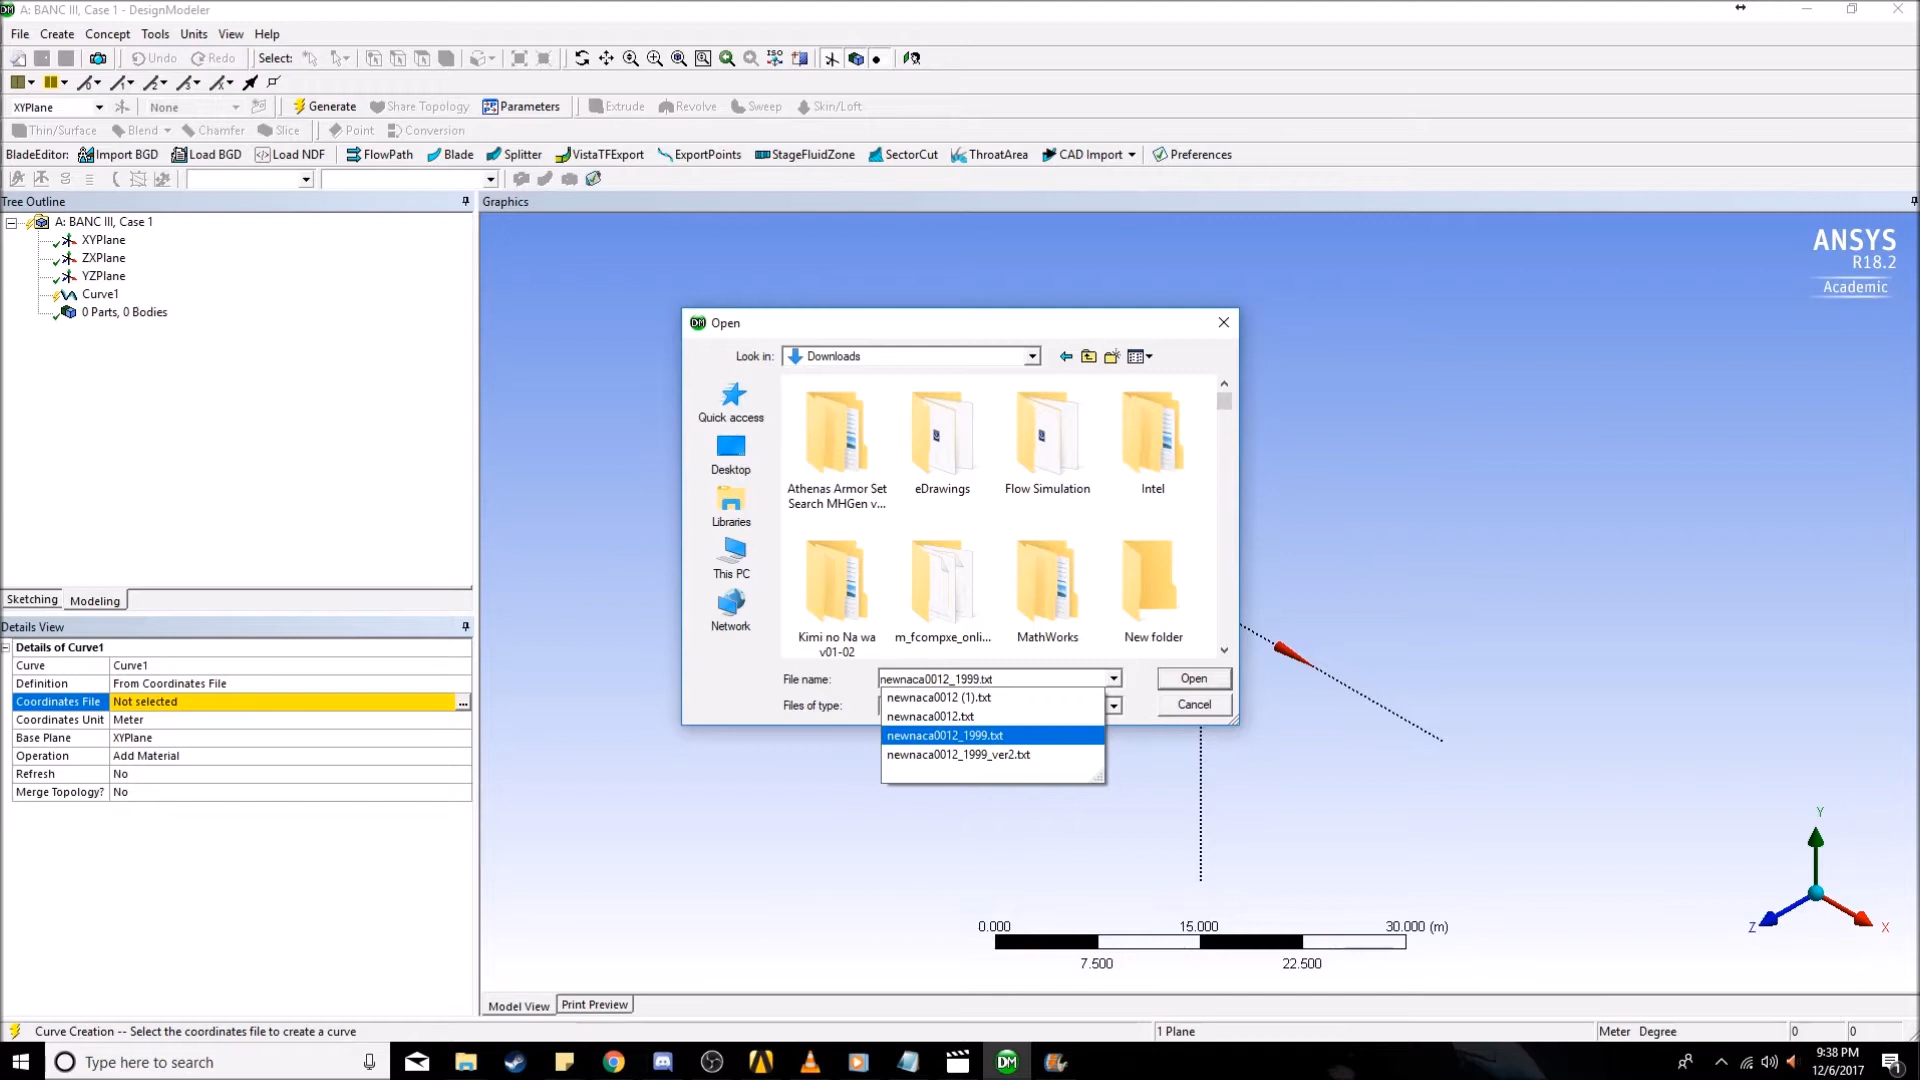 A: BANC III, Case 1 - DesignModeler
File Create Concept Tools Units View Help
Undo Redo Select:
ISO
XYPlane None Generate Share Topology Parameters Extrude Revolve Sweep Skin/Loft
Thin/Surface Blend Chamfer Slice Point Conversion
BladeEditor: Import BGD Load BGD Load NDF FlowPath Blade Splitter VistaTFExport ExportPoints StageFluidZone SectorCut ThroatArea CAD Import Preferences
Tree Outline
Graphics
A: BANC III, Case 1
XYPlane
ZXPlane
YZPlane
Curve1
0 Parts, 0 Bodies
ANSYS
R18.2
Academic
Open
Look in: Downloads
Quick access
Desktop
Libraries
This PC
Network
Athenas Armor Set Search MHGen v...
eDrawings
Flow Simulation
Intel
Kimi no Na wa v01-02
m_fcompxe_onli...
MathWorks
New folder
File name: newnaca0012_1999.txt Open
Files of type: Cancel
newnaca0012 (1).txt
newnaca0012.txt
newnaca0012_1999.txt
newnaca0012_1999_ver2.txt
Sketching Modeling
Details View
Details of Curve1
Curve Curve1
Definition From Coordinates File
Coordinates File Not selected ...
Coordinates Unit Meter
Base Plane XYPlane
Operation Add Material
Refresh No
Merge Topology? No
0.000 15.000 30.000 (m)
7.500 22.500
Y
Z
X
Model View Print Preview
Curve Creation -- Select the coordinates file to create a curve
1 Plane
Meter Degree 0 0
Type here to search
DM
9:38 PM
12/6/2017
1